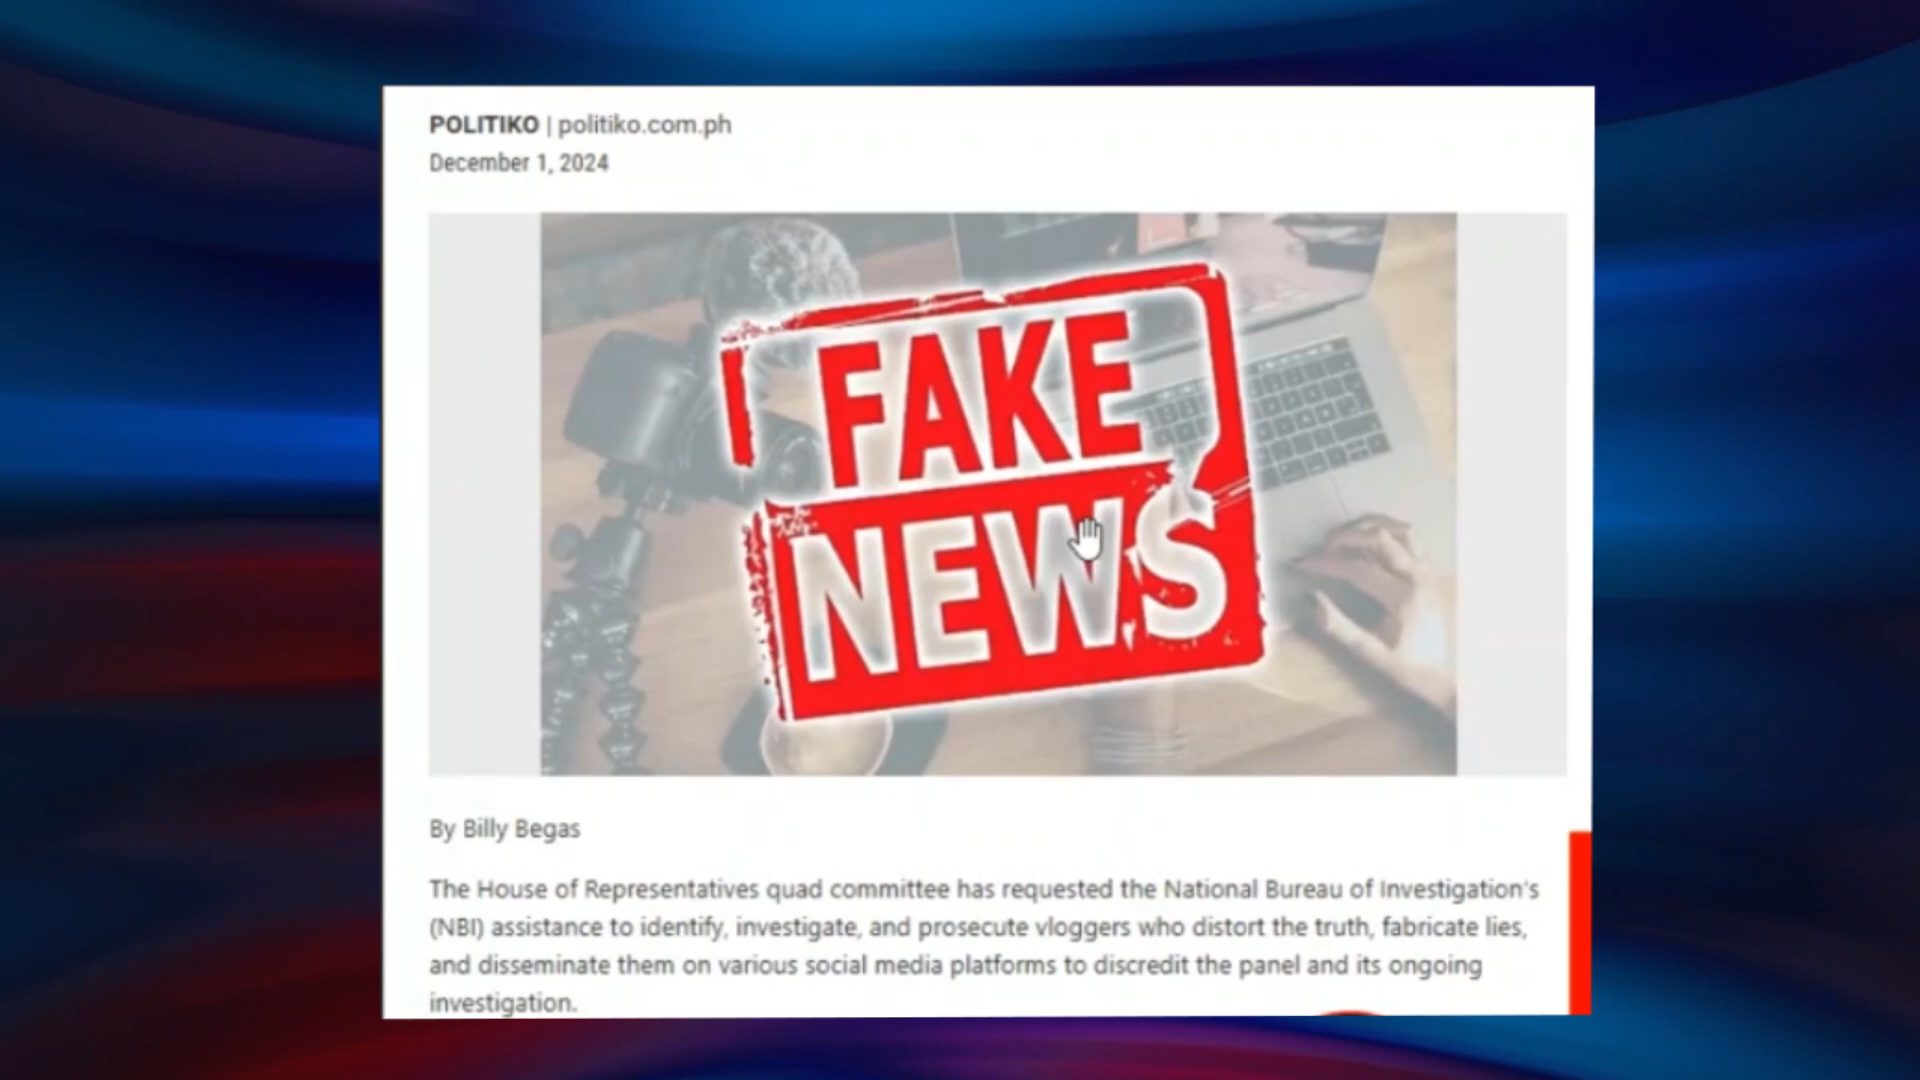 POLITIKO | politiko.com.ph
December 1, 2024
FAKE
NEWS
By Billy Begas
The House of Representatives quad committee has requested the National Bureau of Investigation's
(NBI) assistance to identify, investigate, and prosecute vloggers who distort the truth, fabricate lies,
and disseminate them on various social media platforms to discredit the panel and its ongoing
investigation.